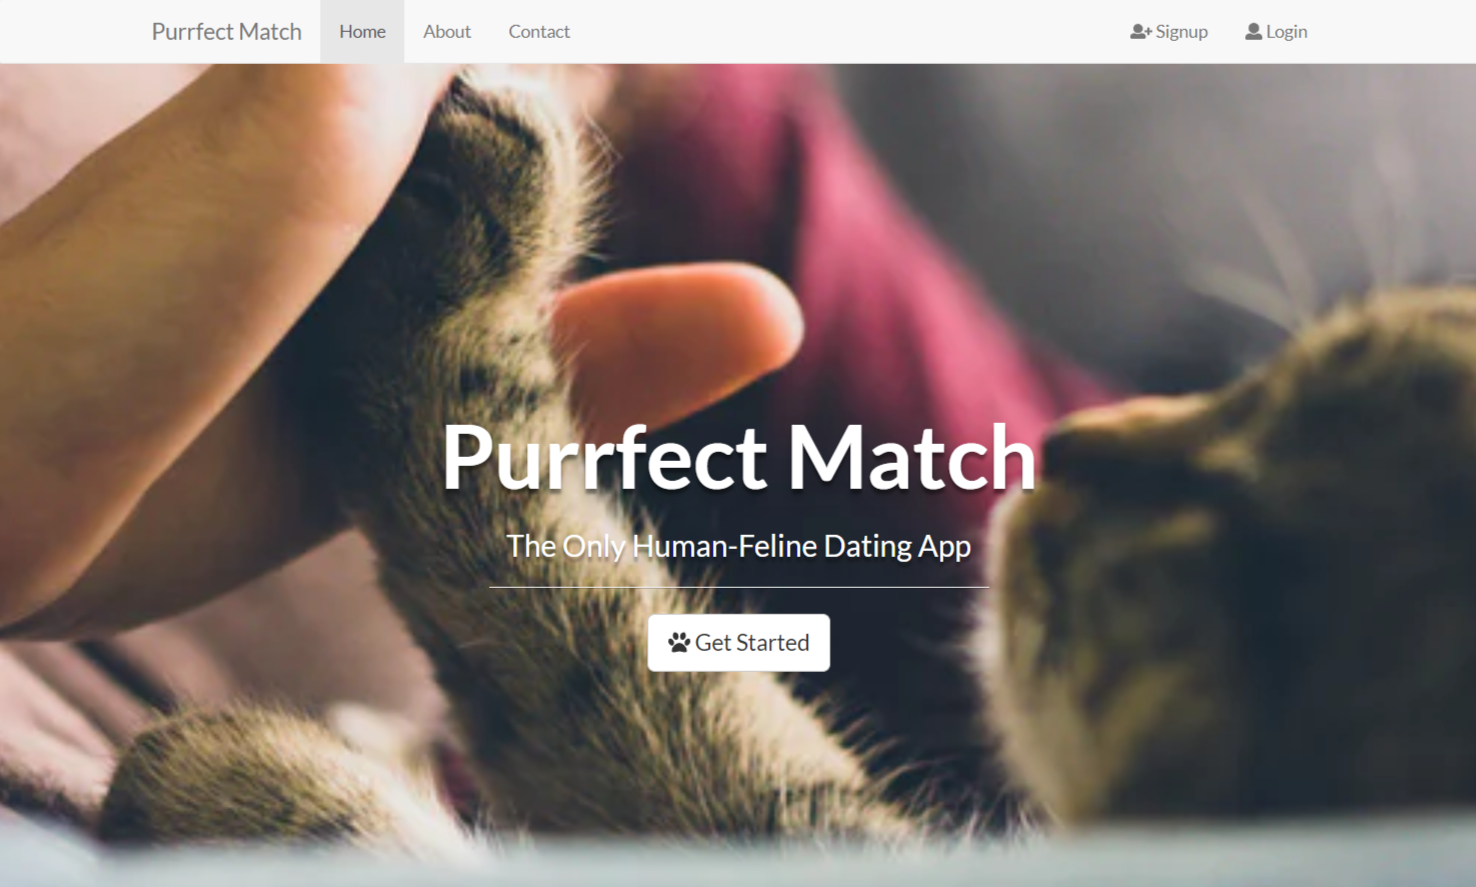 Purrfect Match Home About Contact Signup Login
Purrfect Match
The Only Human-Feline Dating App
Get Started